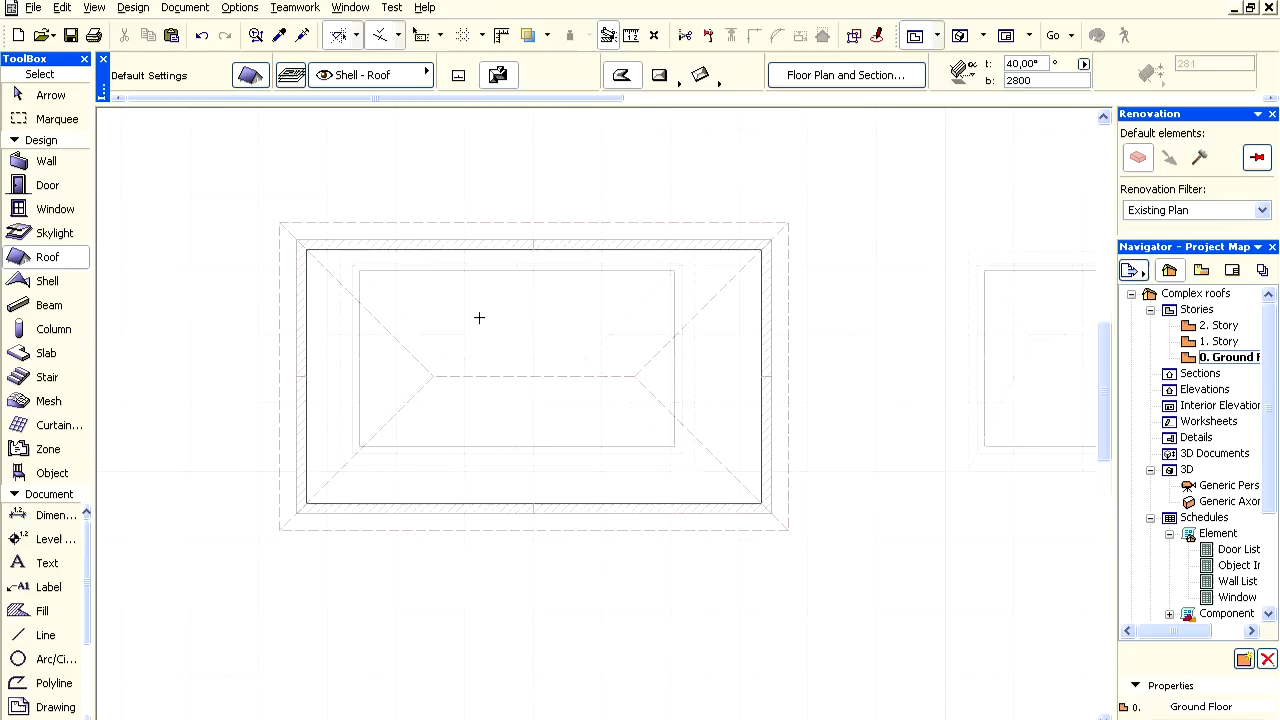 File Edit View Design Document Options Teamwork Window Test Help
ToolBox
Select
Arrow
Marquee
Design
Wall
Door
Window
Skylight
Roof
Shell
Beam
Column
Slab
Stair
Mesh
Curtain...
Zone
Object
Document
Dimen...
Level ...
Text
Label
Fill
Line
Arc/Ci...
Polyline
Drawing
Go
Default Settings
Shell - Roof
Floor Plan and Section...
t: 40,00°
b: 2800
281
Renovation
Default elements:
Renovation Filter:
Existing Plan
Navigator - Project Map
Complex roofs
Stories
2. Story
1. Story
0. Ground F
Sections
Elevations
Interior Elevation
Worksheets
Details
3D Documents
3D
Generic Pers
Generic Axor
Schedules
Element
Door List
Object In
Wall List
Window
Component
Properties
0. Ground Floor